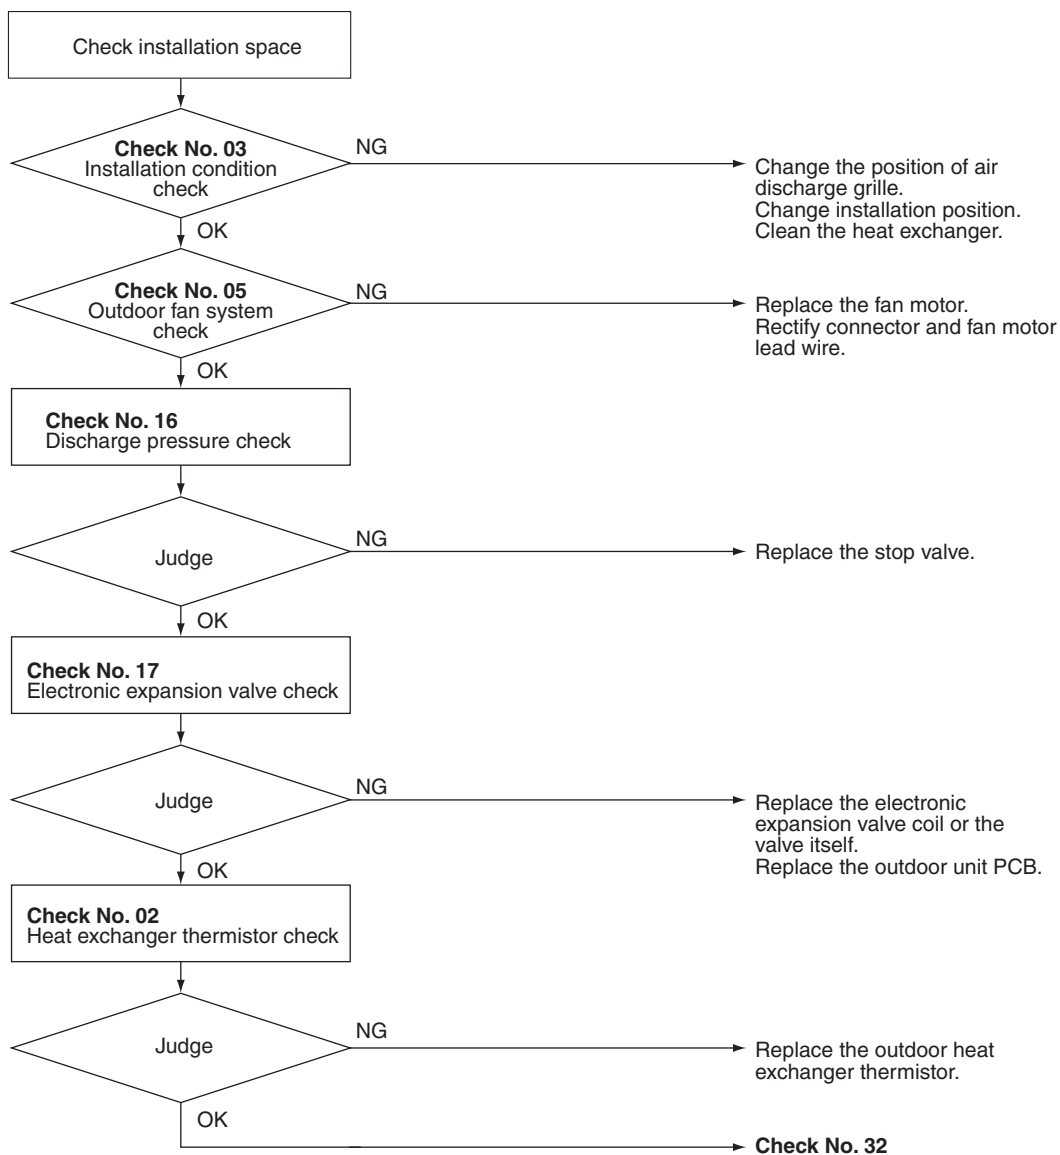 Check installation space
Check No. 03
Installation condition
check
NG
Change the position of air
discharge grille.
Change installation position.
Clean the heat exchanger.
OK
Check No. 05
Outdoor fan system
check
NG
Replace the fan motor.
Rectify connector and fan motor
lead wire.
OK
Check No. 16
Discharge pressure check
Judge
NG
Replace the stop valve.
OK
Check No. 17
Electronic expansion valve check
Judge
NG
Replace the electronic
expansion valve coil or the
valve itself.
Replace the outdoor unit PCB.
OK
Check No. 02
Heat exchanger thermistor check
Judge
NG
Replace the outdoor heat
exchanger thermistor.
OK
Check No. 32